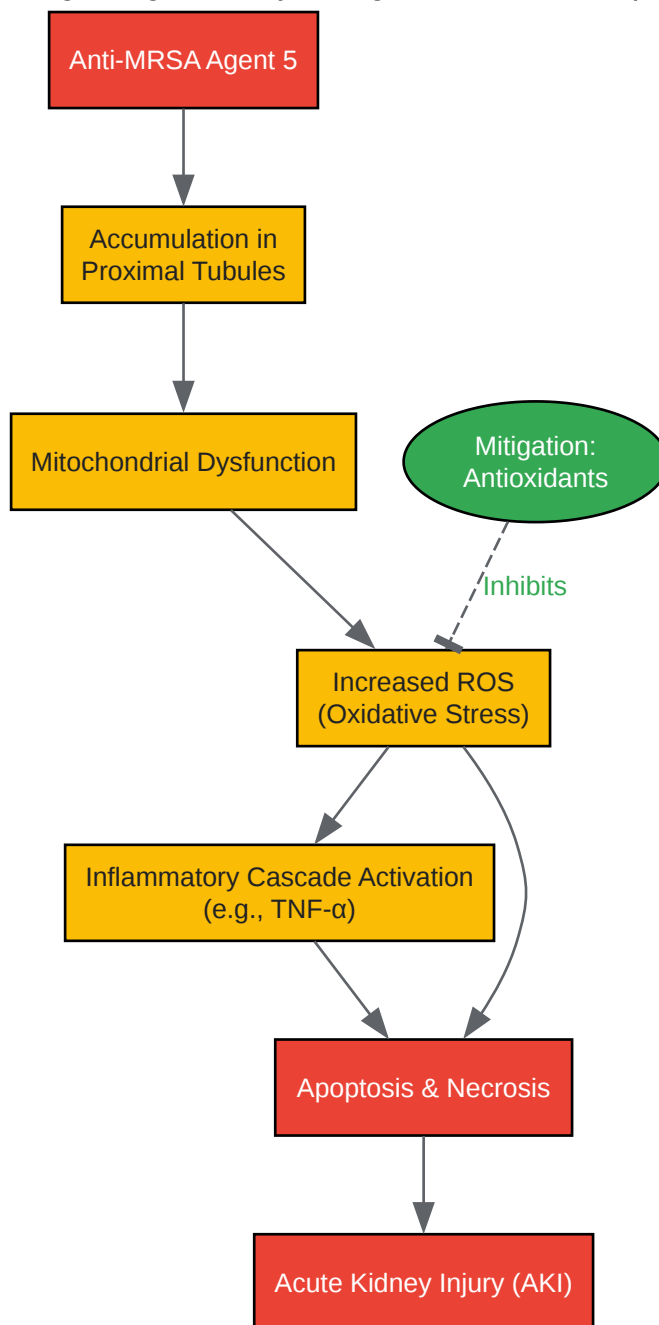 Anti-MRSA Agent 5
Accumulation in
Proximal Tubules
Mitochondrial Dysfunction
Mitigation:
Antioxidants
Inhibits
Increased ROS
(Oxidative Stress)
Inflammatory Cascade Activation
(e.g., TNF-α)
Apoptosis & Necrosis
Acute Kidney Injury (AKI)